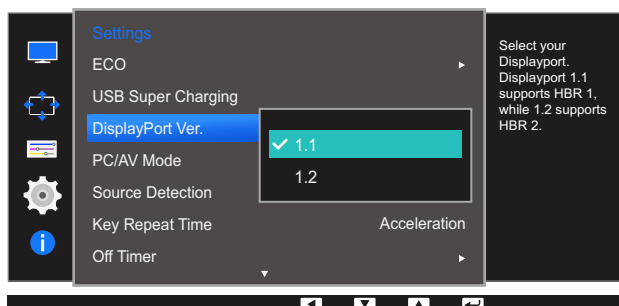 Settings
ECO
USB Super Charging
DisplayPort Ver.
PC/AV Mode
Source Detection
Key Repeat Time
Acceleration
Off Timer
1.1
1.2
Select your
Displayport.
Displayport 1.1
supports HBR 1,
while 1.2 supports
HBR 2.